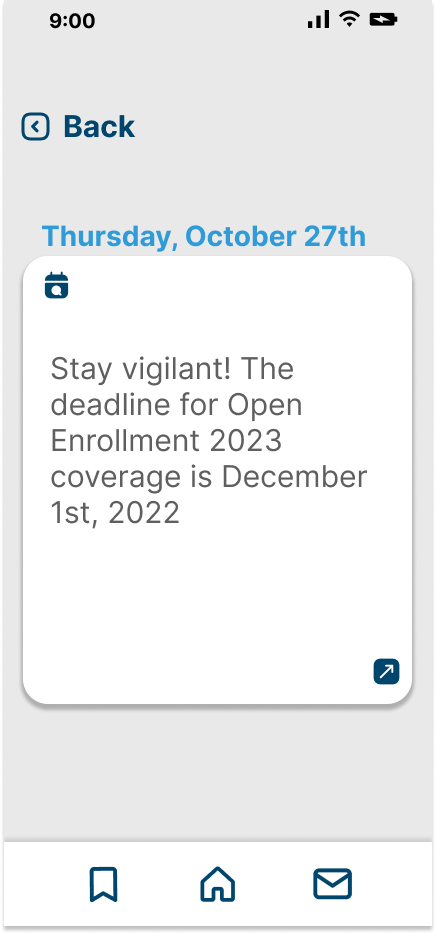 9:00
Back
Thursday, October 27th
Stay vigilant! The
deadline for Open
Enrollment 2023
coverage is December
1st, 2022